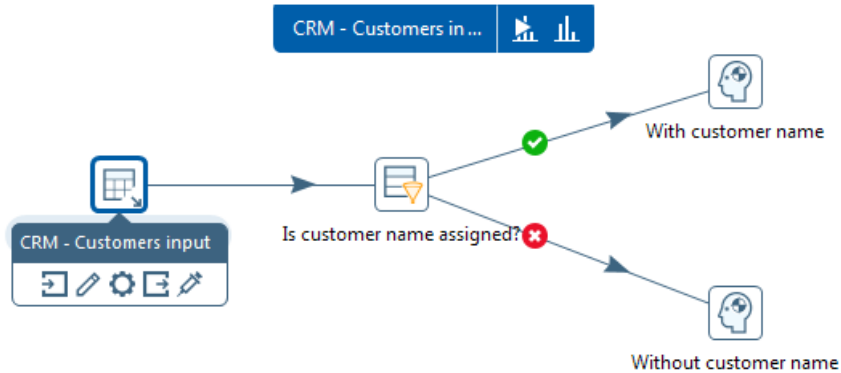 CRM - Customers in ...
With customer name
Is customer name assigned?
CRM - Customers input
Without customer name